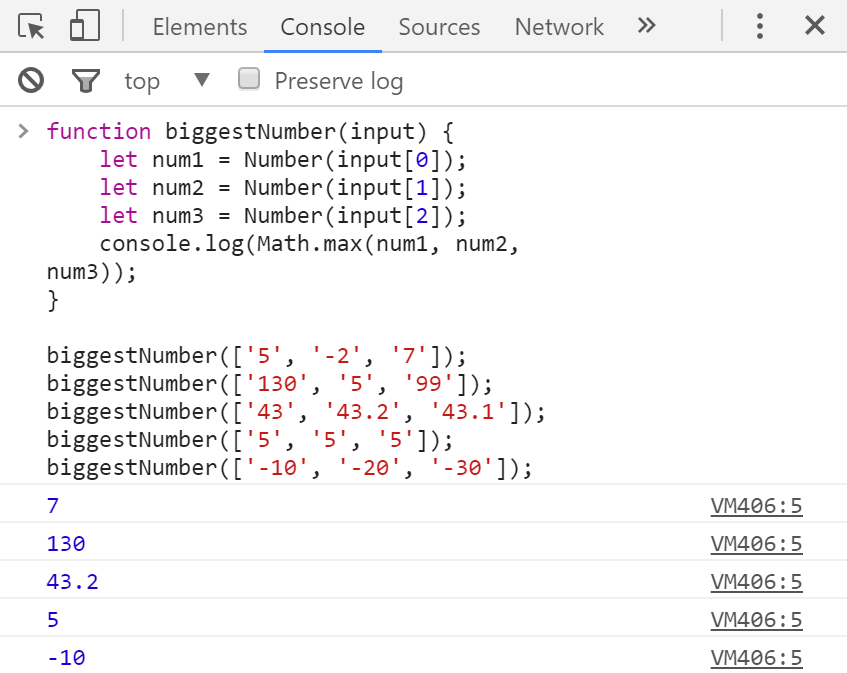 Elements Console Sources Network »
top ▼ Preserve log
> function biggestNumber(input) {
    let num1 = Number(input[0]);
    let num2 = Number(input[1]);
    let num3 = Number(input[2]);
    console.log(Math.max(num1, num2,
num3));
}

biggestNumber(['5', '-2', '7']);
biggestNumber(['130', '5', '99']);
biggestNumber(['43', '43.2', '43.1']);
biggestNumber(['5', '5', '5']);
biggestNumber(['-10', '-20', '-30']);
7 VM406:5
130 VM406:5
43.2 VM406:5
5 VM406:5
-10 VM406:5